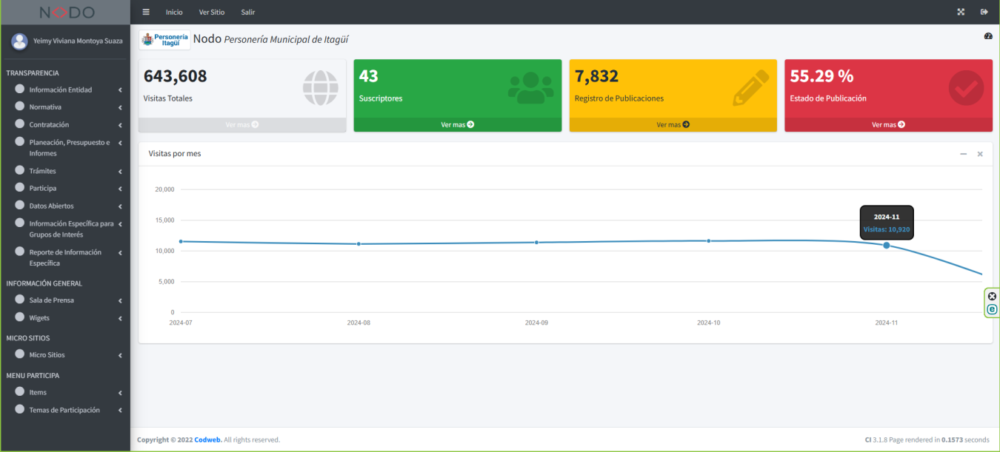 NODO
Inicio Ver Sitio Salir
Yeimy Viviana Montoya Suaza
TRANSPARENCIA
Información Entidad
Normativa
Contratación
Planeación, Presupuesto e
Informes
Trámites
Participa
Datos Abiertos
Información Específica para
Grupos de Interés
Reporte de Información
Específica
INFORMACIÓN GENERAL
Sala de Prensa
Wigets
MICRO SITIOS
Micro Sitios
MENU PARTICIPA
Items
Temas de Participación
Personería
Itagüí
Nodo Personería Municipal de Itagüí
643,608
Visitas Totales
Ver mas
43
Suscriptores
Ver mas
7,832
Registro de Publicaciones
Ver mas
55.29 %
Estado de Publicación
Ver mas
Visitas por mes
20,000
15,000
10,000
5,000
0
2024-07 2024-08 2024-09 2024-10 2024-11
2024-11
Visitas: 10,920
e
Copyright © 2022 Codweb. All rights reserved.
CI 3.1.8 Page rendered in 0.1573 seconds